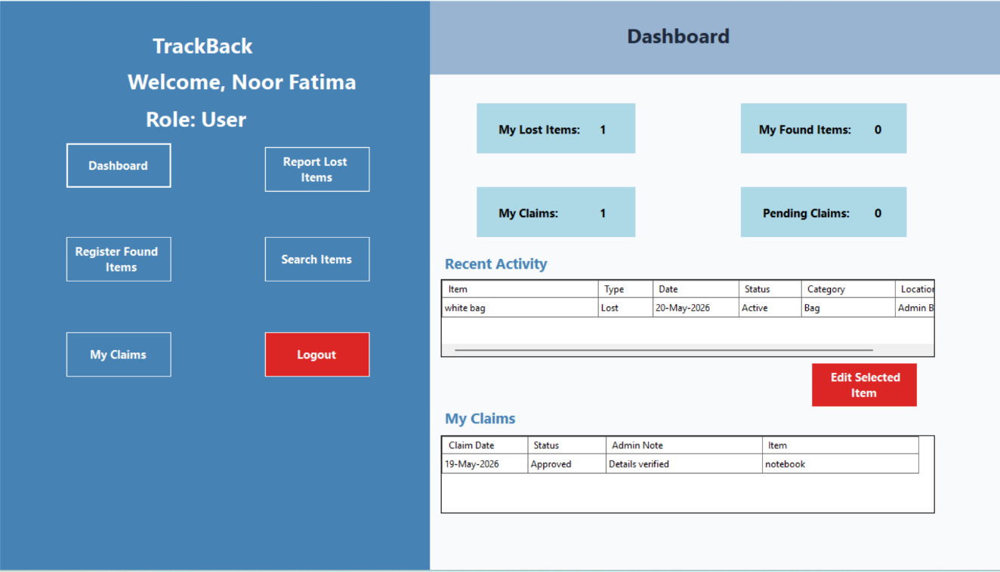 TrackBack
Welcome, Noor Fatima
Role: User
Dashboard
Report Lost
Items
Register Found
Items
Search Items
My Claims
Logout
Dashboard
My Lost Items: 1
My Found Items: 0
My Claims: 1
Pending Claims: 0
Recent Activity
Item Type Date Status Category Location
white bag Lost 20-May-2026 Active Bag Admin B
Edit Selected
Item
My Claims
Claim Date Status Admin Note Item
19-May-2026 Approved Details verified notebook